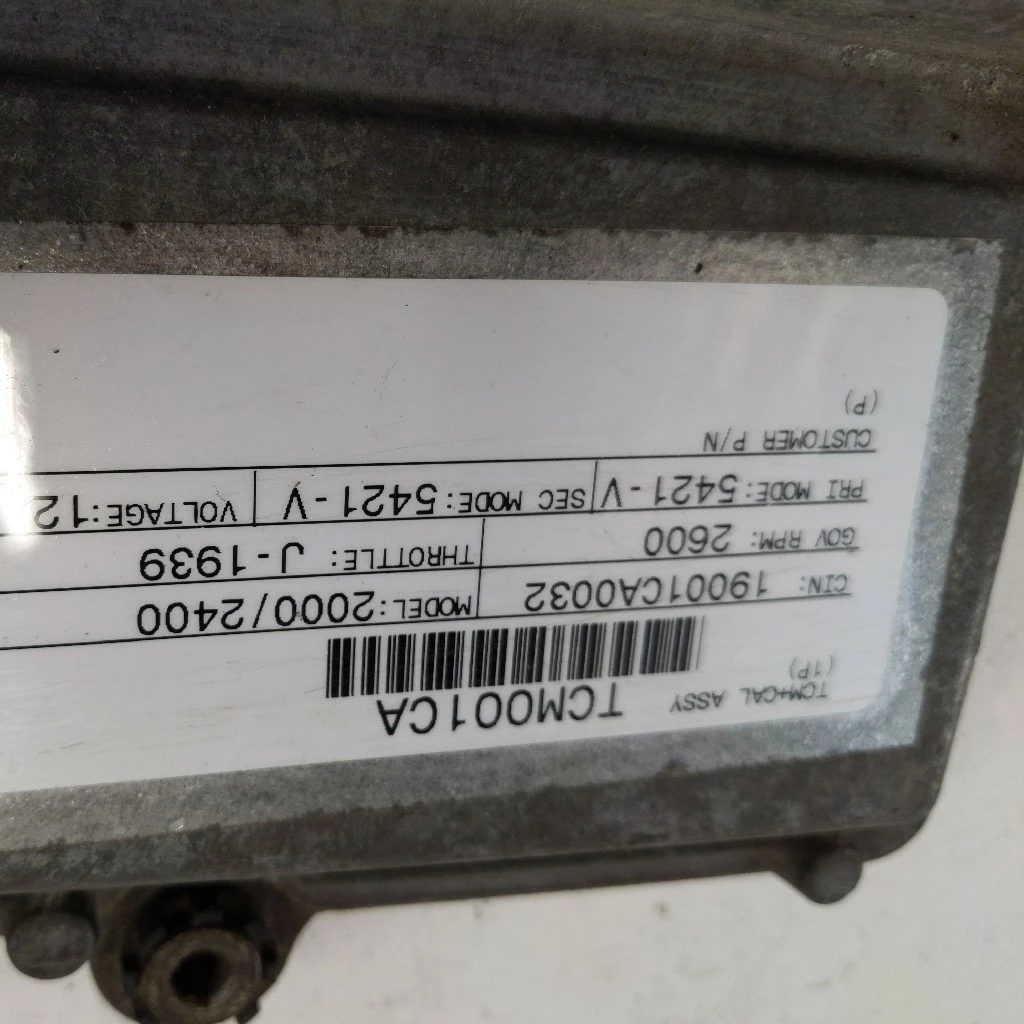 TCM+CAL ASSY TCM001CA
(1P)
CIN: 19001CA0032 MODEL:2000/2400
GOV RPM: 2600 THROTTLE: J-1939
PRI MODE:5421-V SEC MODE:5421-V VOLTAGE:12
CUSTOMER P/N
(P)